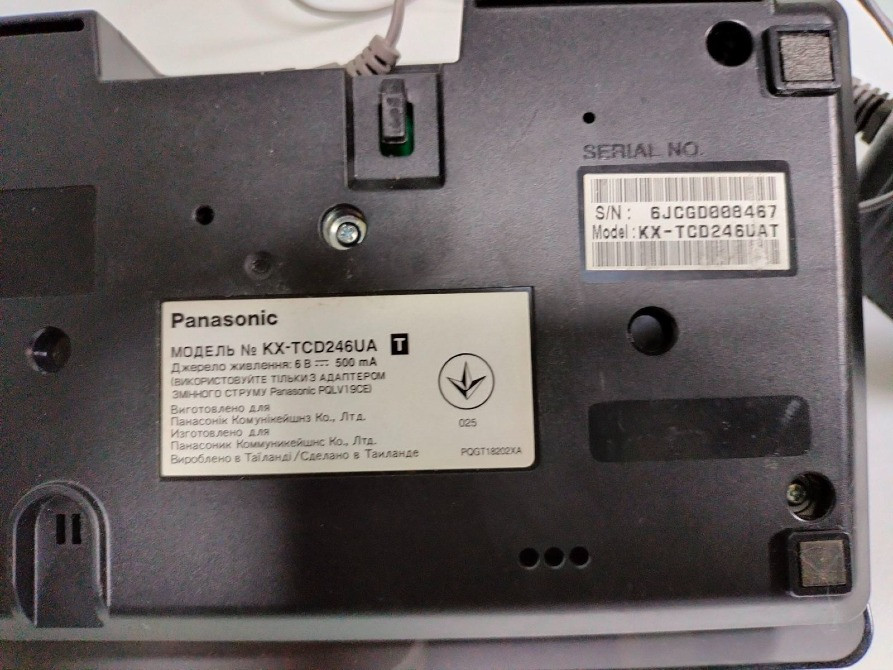 SERIAL NO.
S/N: 6JCGD008467
Model: KX-TCD246UAT
Panasonic
МОДЕЛЬ № KX-TCD246UA T
Джерело живлення: 6 В ⎓ 500 mA
(ВИКОРИСТОВУЙТЕ ТІЛЬКИ З АДАПТЕРОМ
ЗМІННОГО СТРУМУ Panasonic PQLV19CE)
Виготовлено для
Панасонік Комунікейшнз Ко., Лтд.
Изготовлено для
Панасоник Коммуникейшнс Ко., Лтд.
Вироблено в Таїланді/Сделано в Таиланде
025
PQGT18202XA